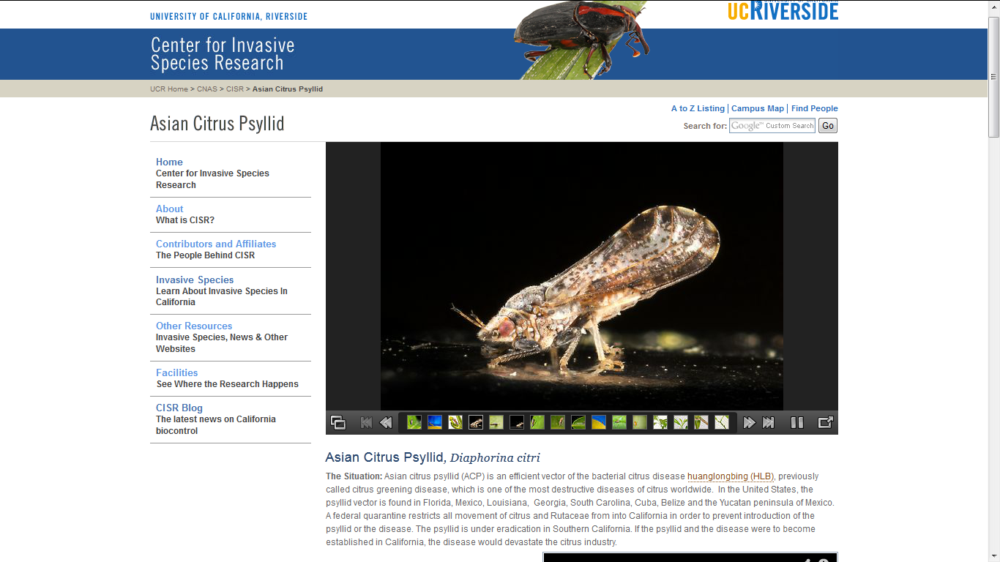 UNIVERSITY OF CALIFORNIA, RIVERSIDE
UCRIVERSIDE
Center for Invasive
Species Research
UCR Home > CNAS > CISR > Asian Citrus Psyllid
A to Z Listing | Campus Map | Find People
Asian Citrus Psyllid
Search for: Google™ Custom Search Go
Home
Center for Invasive Species
Research
About
What is CISR?
Contributors and Affiliates
The People Behind CISR
Invasive Species
Learn About Invasive Species In
California
Other Resources
Invasive Species, News & Other
Websites
Facilities
See Where the Research Happens
CISR Blog
The latest news on California
biocontrol
Asian Citrus Psyllid, Diaphorina citri
The Situation: Asian citrus psyllid (ACP) is an efficient vector of the bacterial citrus disease huanglongbing (HLB), previously
called citrus greening disease, which is one of the most destructive diseases of citrus worldwide.  In the United States, the
psyllid vector is found in Florida, Mexico, Louisiana,  Georgia, South Carolina, Cuba, Belize and the Yucatan peninsula of Mexico.
A federal quarantine restricts all movement of citrus and Rutaceae from into California in order to prevent introduction of the
psyllid or the disease. The psyllid is under eradication in Southern California. If the psyllid and the disease were to become
established in California, the disease would devastate the citrus industry.